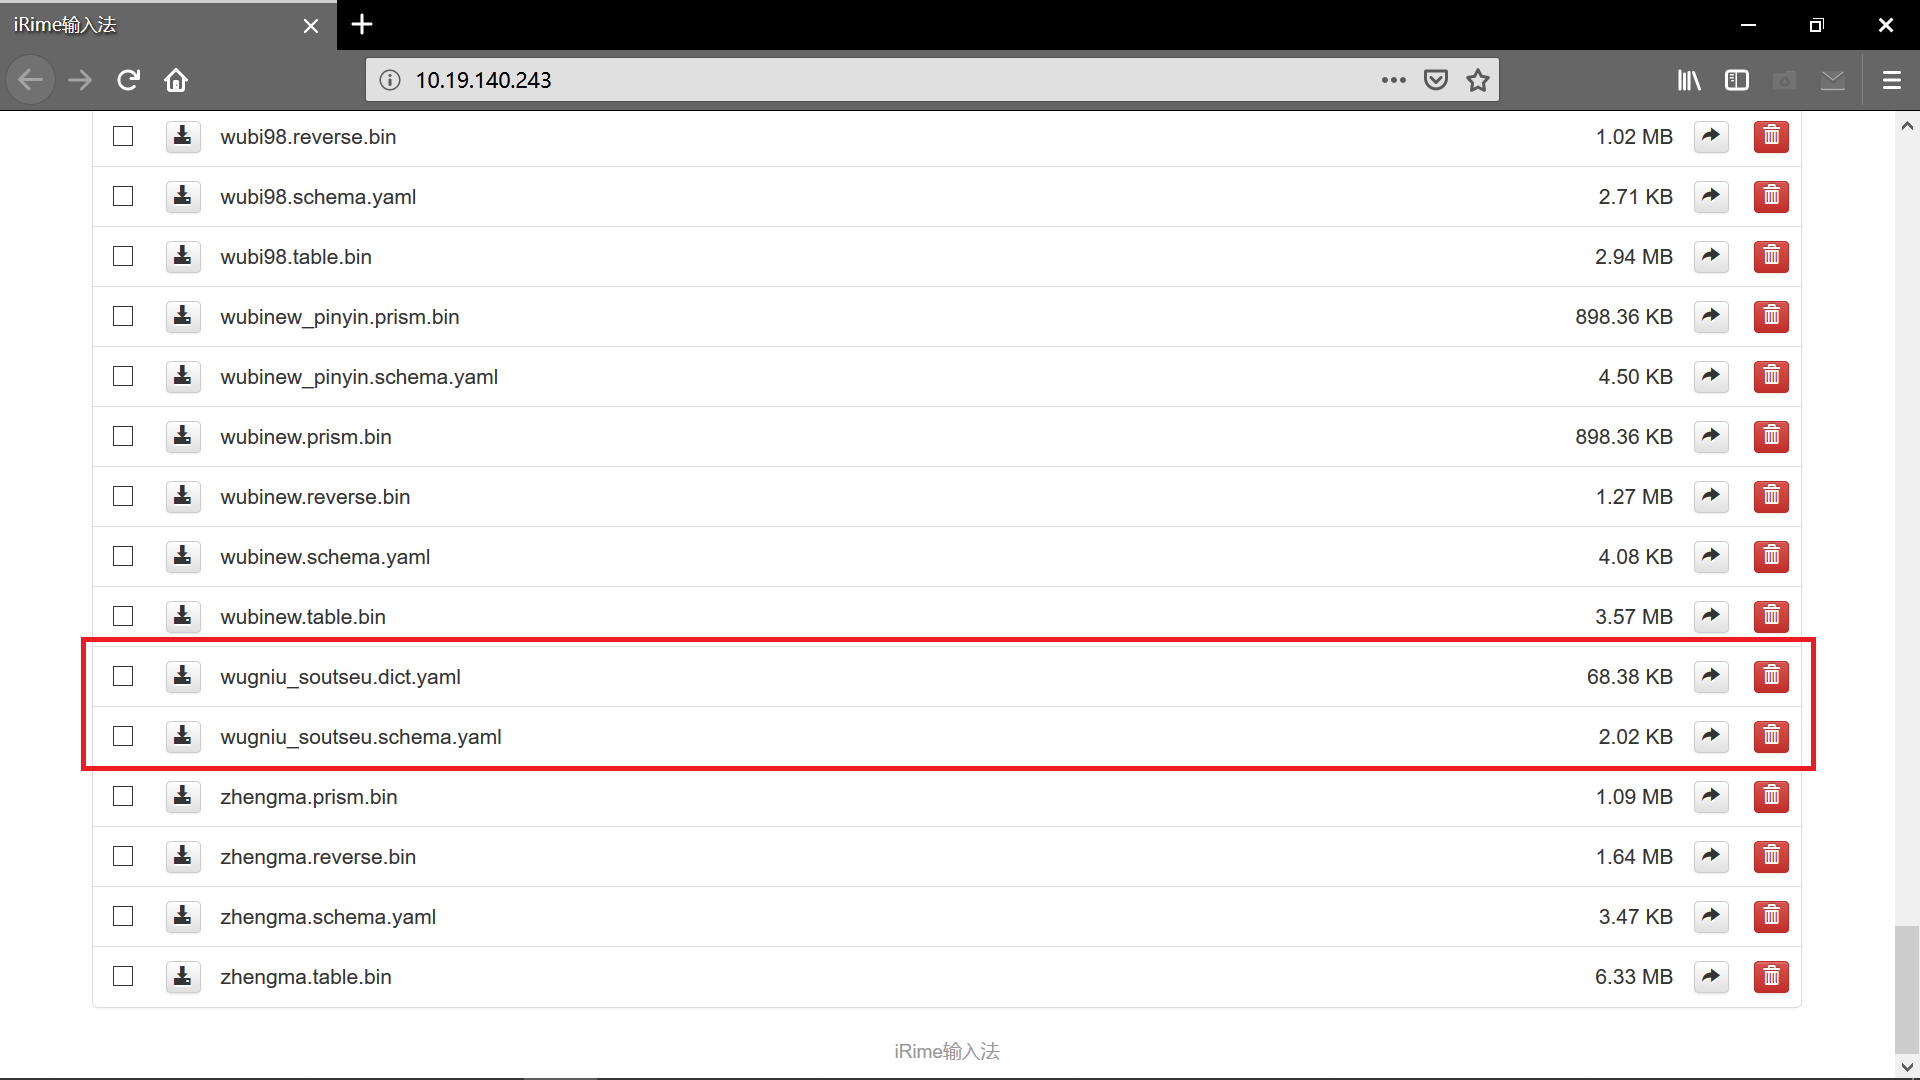 iRime输入法
10.19.140.243
wubi98.reverse.bin 1.02 MB
wubi98.schema.yaml 2.71 KB
wubi98.table.bin 2.94 MB
wubinew_pinyin.prism.bin 898.36 KB
wubinew_pinyin.schema.yaml 4.50 KB
wubinew.prism.bin 898.36 KB
wubinew.reverse.bin 1.27 MB
wubinew.schema.yaml 4.08 KB
wubinew.table.bin 3.57 MB
wugniu_soutseu.dict.yaml 68.38 KB
wugniu_soutseu.schema.yaml 2.02 KB
zhengma.prism.bin 1.09 MB
zhengma.reverse.bin 1.64 MB
zhengma.schema.yaml 3.47 KB
zhengma.table.bin 6.33 MB
iRime输入法